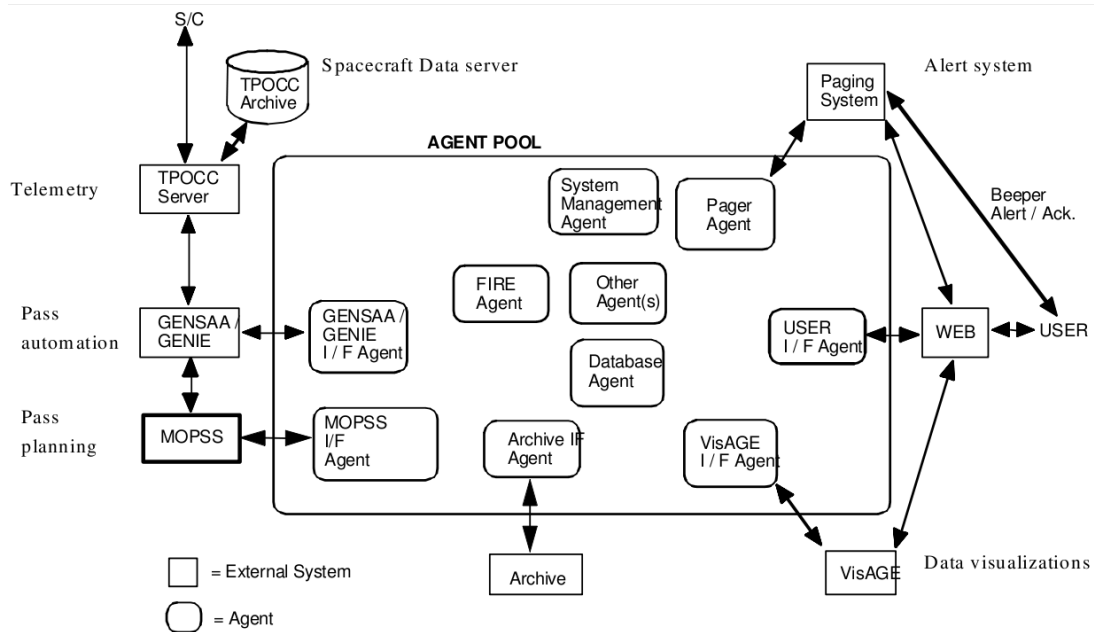 S/C
TPOCC
Archive
Spacecraft Data server
Paging
System
Alert system
AGENT POOL
Telemetry
TPOCC
Server
System
Management
Agent
Pager
Agent
Beeper
Alert / Ack.
FIRE
Agent
Other
Agent(s)
Pass
automation
GENSAA /
GENIE
GENSAA /
GENIE
I / F Agent
USER
I / F Agent
WEB
USER
Database
Agent
Pass
planning
MOPSS
MOPSS
I/F
Agent
Archive IF
Agent
VisAGE
I / F Agent
= External System
Archive
VisAGE
Data visualizations
= Agent